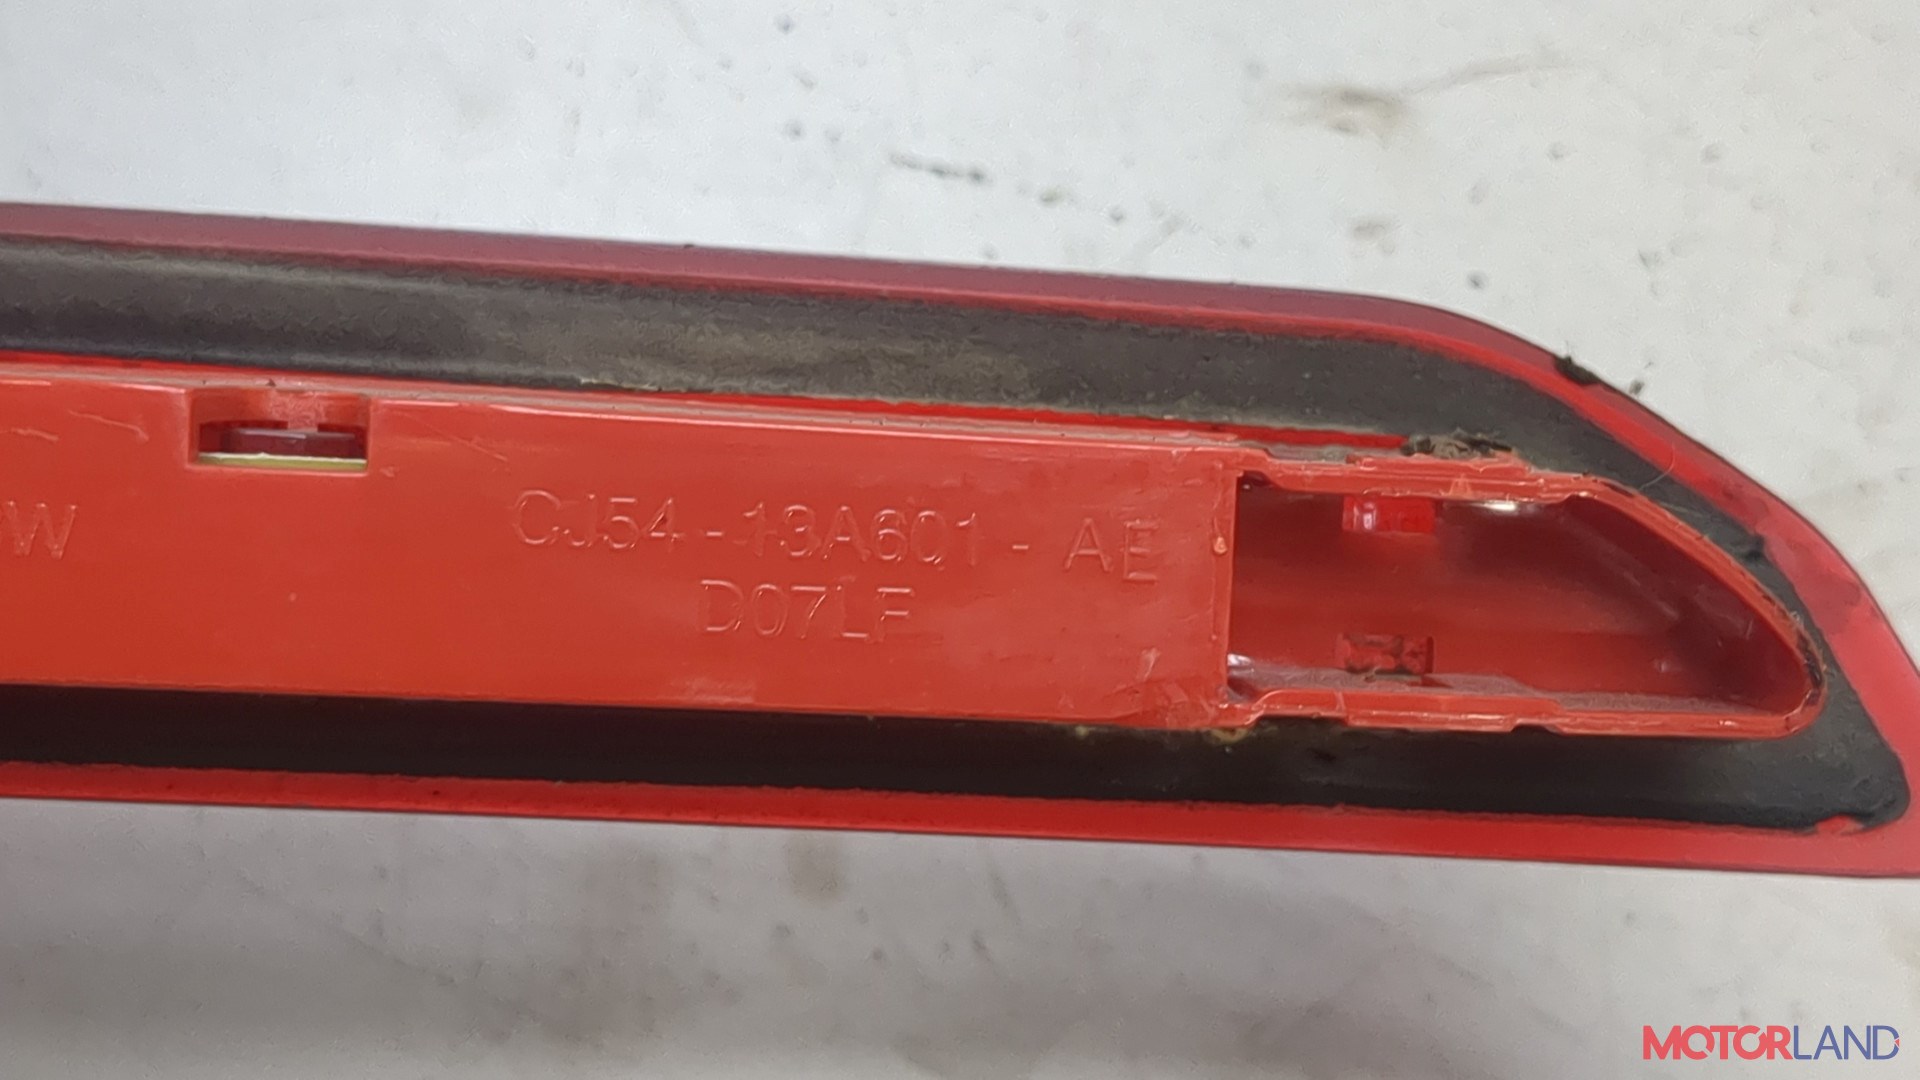 W CJ54-13A601-AE
D07LF
MOTORLAND